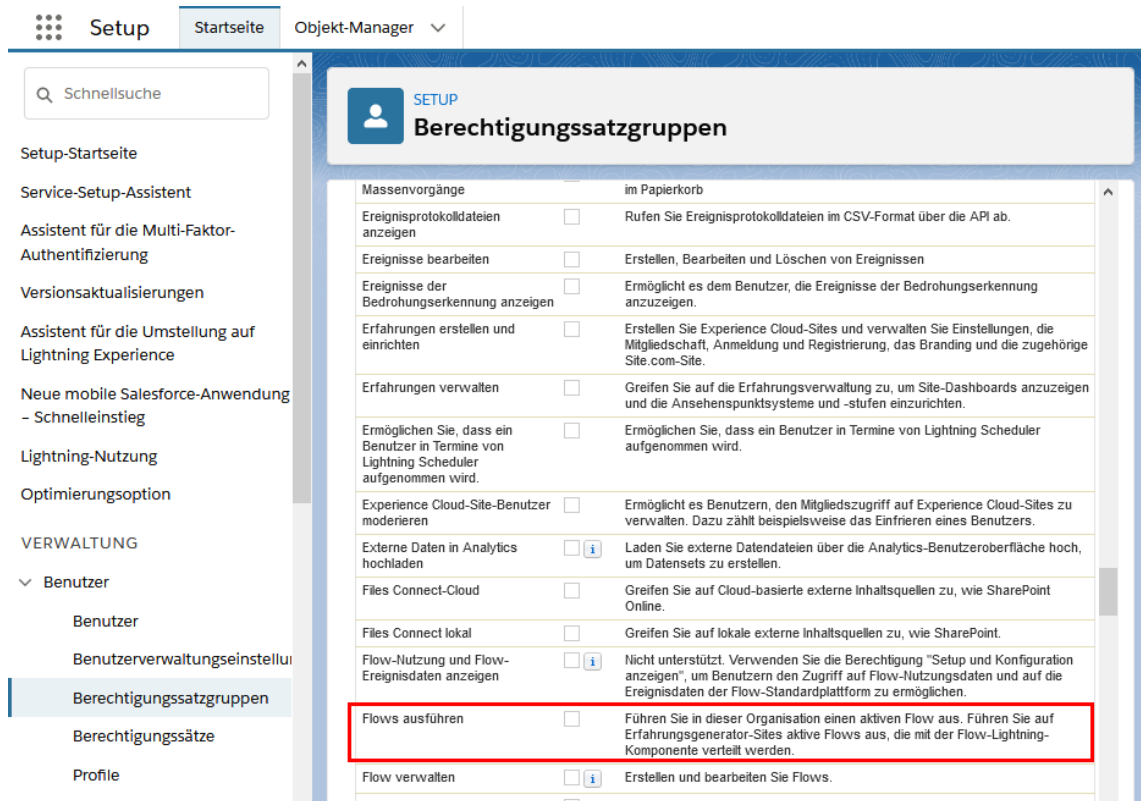 Setup
Startseite
Objekt-Manager
Schnellsuche
Setup-Startseite
Service-Setup-Assistent
Assistent für die Multi-Faktor-
Authentifizierung
Versionsaktualisierungen
Assistent für die Umstellung auf
Lightning Experience
Neue mobile Salesforce-Anwendung
– Schnelleinstieg
Lightning-Nutzung
Optimierungsoption
VERWALTUNG
Benutzer
Benutzer
Benutzerverwaltungseinstellu
Berechtigungssatzgruppen
Berechtigungssätze
Profile
SETUP
Berechtigungssatzgruppen
Massenvorgänge
im Papierkorb
Ereignisprotokolldateien
anzeigen
Rufen Sie Ereignisprotokolldateien im CSV-Format über die API ab.
Ereignisse bearbeiten
Erstellen, Bearbeiten und Löschen von Ereignissen
Ereignisse der
Bedrohungserkennung anzeigen
Ermöglicht es dem Benutzer, die Ereignisse der Bedrohungserkennung
anzuzeigen.
Erfahrungen erstellen und
einrichten
Erstellen Sie Experience Cloud-Sites und verwalten Sie Einstellungen, die
Mitgliedschaft, Anmeldung und Registrierung, das Branding und die zugehörige
Site.com-Site.
Erfahrungen verwalten
Greifen Sie auf die Erfahrungsverwaltung zu, um Site-Dashboards anzuzeigen
und die Ansehenspunktsysteme und -stufen einzurichten.
Ermöglichen Sie, dass ein
Benutzer in Termine von
Lightning Scheduler
aufgenommen wird.
Ermöglichen Sie, dass ein Benutzer in Termine von Lightning Scheduler
aufgenommen wird.
Experience Cloud-Site-Benutzer
moderieren
Ermöglicht es Benutzern, den Mitgliedszugriff auf Experience Cloud-Sites zu
verwalten. Dazu zählt beispielsweise das Einfrieren eines Benutzers.
Externe Daten in Analytics
hochladen
i
Laden Sie externe Datendateien über die Analytics-Benutzeroberfläche hoch,
um Datensets zu erstellen.
Files Connect-Cloud
Greifen Sie auf Cloud-basierte externe Inhaltsquellen zu, wie SharePoint
Online.
Files Connect lokal
Greifen Sie auf lokale externe Inhaltsquellen zu, wie SharePoint.
Flow-Nutzung und Flow-
Ereignisdaten anzeigen
i
Nicht unterstützt. Verwenden Sie die Berechtigung "Setup und Konfiguration
anzeigen", um Benutzern den Zugriff auf Flow-Nutzungsdaten und auf die
Ereignisdaten der Flow-Standardplattform zu ermöglichen.
Flows ausführen
Führen Sie in dieser Organisation einen aktiven Flow aus. Führen Sie auf
Erfahrungsgenerator-Sites aktive Flows aus, die mit der Flow-Lightning-
Komponente verteilt werden.
Flow verwalten
i
Erstellen und bearbeiten Sie Flows.